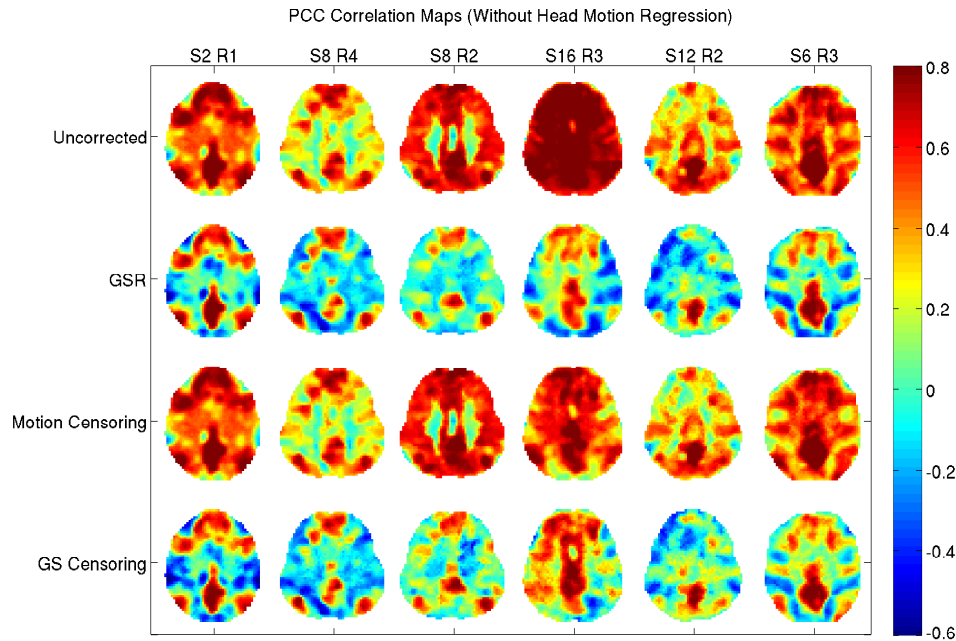 PCC Correlation Maps (Without Head Motion Regression)
S2 R1 S8 R4 S8 R2 S16 R3 S12 R2 S6 R3
Uncorrected
GSR
Motion Censoring
GS Censoring
0.8
0.6
0.4
0.2
0
-0.2
-0.4
-0.6